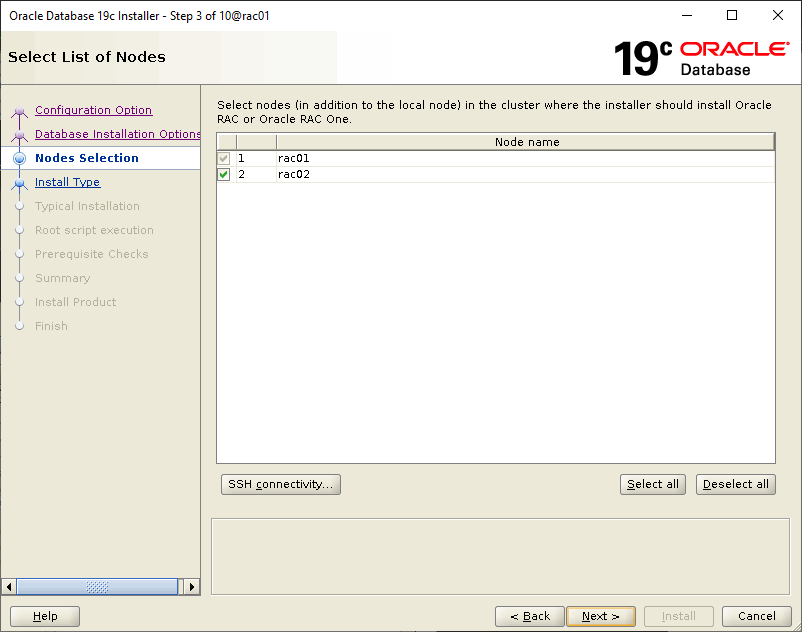 Oracle Database 19c Installer - Step 3 of 10@rac01
Select List of Nodes
19c ORACLE
Database
Configuration Option
Database Installation Options
Nodes Selection
Install Type
Typical Installation
Root script execution
Prerequisite Checks
Summary
Install Product
Finish
Select nodes (in addition to the local node) in the cluster where the installer should install Oracle
RAC or Oracle RAC One.
Node name
1 rac01
2 rac02
SSH connectivity...
Select all
Deselect all
Help
< Back
Next >
Install
Cancel